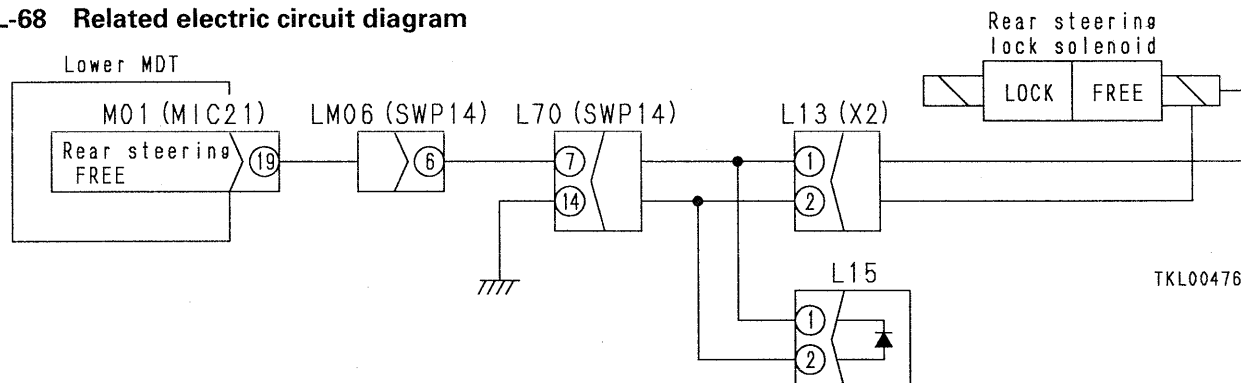 L-68 Related electric circuit diagram
Rear steering
lock solenoid
LOCK FREE
Lower MDT
M01 (MIC21)
LM06 (SWP14)
L70 (SWP14)
L13 (X2)
Rear steering
FREE
19
6
7
14
1
2
L15
1
2
TKL00476